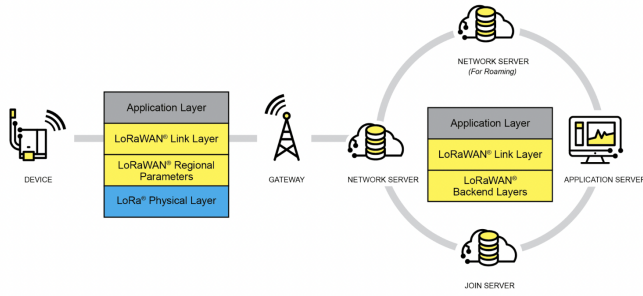 NETWORK SERVER
(For Roaming)
Application Layer
LoRaWAN® Link Layer
LoRaWAN® Regional
Parameters
LoRa® Physical Layer
DEVICE
GATEWAY
NETWORK SERVER
Application Layer
LoRaWAN® Link Layer
LoRaWAN®
Backend Layers
APPLICATION SERVER
JOIN SERVER